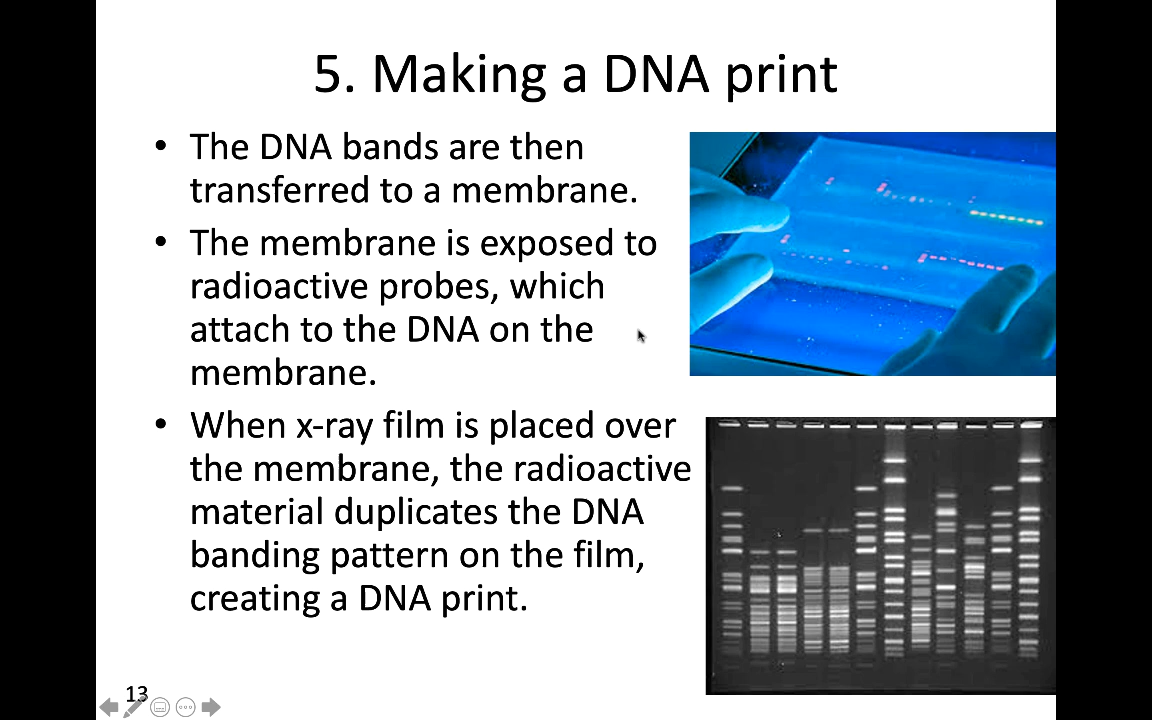 5. Making a DNA print
• The DNA bands are then
transferred to a membrane.
• The membrane is exposed to
radioactive probes, which
attach to the DNA on the
membrane.
• When x-ray film is placed over
the membrane, the radioactive
material duplicates the DNA
banding pattern on the film,
creating a DNA print.
13